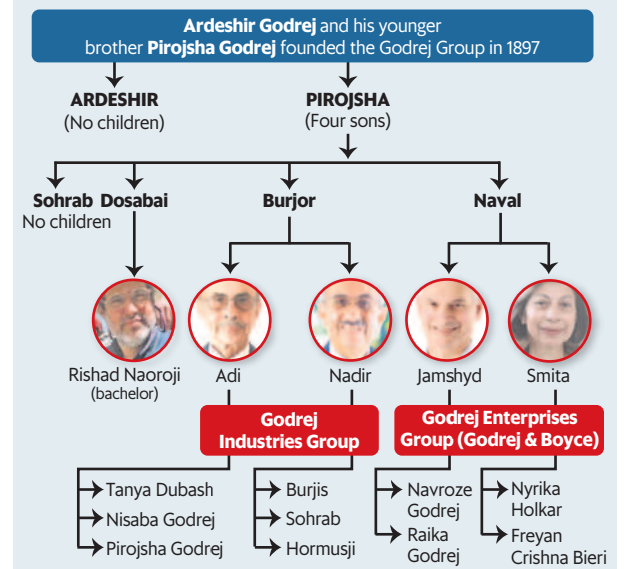 Ardeshir Godrej and his younger
brother Pirojsha Godrej founded the Godrej Group in 1897
ARDESHIR
(No children)
PIROJSHA
(Four sons)
Sohrab
No children
Dosabai
Burjor
Naval
Rishad Naoroji
(bachelor)
Adi
Nadir
Jamshyd
Smita
Godrej
Industries Group
Godrej Enterprises
Group (Godrej & Boyce)
Tanya Dubash
Nisaba Godrej
Pirojsha Godrej
Burjis
Sohrab
Hormusji
Navroze
Godrej
Raika
Godrej
Nyrika
Holkar
Freyan
Crishna Bieri